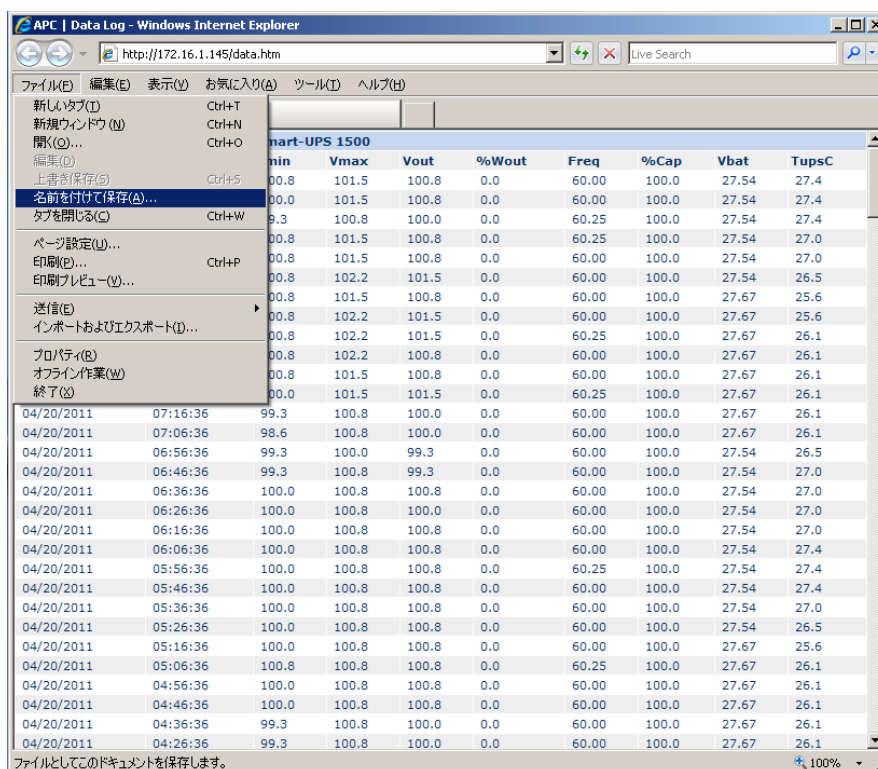 APC | Data Log - Windows Internet Explorer
http://172.16.1.145/data.htm
Live Search
ファイル(F) 編集(E) 表示(V) お気に入り(A) ツール(T) ヘルプ(H)
新しいタブ(T) Ctrl+T
新規ウィンドウ(N) Ctrl+N
開く(O)... Ctrl+O
編集(D)
上書き保存(S) Ctrl+S
名前を付けて保存(A)...
タブを閉じる(C) Ctrl+W
ページ設定(U)...
印刷(P)... Ctrl+P
印刷プレビュー(V)...
送信(E)
インポートおよびエクスポート(I)...
プロパティ(R)
オフライン作業(W)
終了(X)
mart-UPS 1500
min Vmax Vout %Wout Freq %Cap Vbat TupsC
00.8 101.5 100.8 0.0 60.00 100.0 27.54 27.4
00.0 101.5 100.8 0.0 60.00 100.0 27.54 27.4
9.3 100.8 100.0 0.0 60.25 100.0 27.54 27.4
00.8 101.5 100.8 0.0 60.25 100.0 27.54 27.0
00.8 101.5 100.8 0.0 60.00 100.0 27.54 27.0
00.8 102.2 101.5 0.0 60.00 100.0 27.54 26.5
00.8 101.5 100.8 0.0 60.00 100.0 27.67 25.6
00.8 102.2 101.5 0.0 60.00 100.0 27.67 25.6
00.8 102.2 101.5 0.0 60.25 100.0 27.67 26.1
00.8 102.2 100.8 0.0 60.00 100.0 27.67 26.1
00.8 101.5 100.8 0.0 60.00 100.0 27.67 26.1
00.0 101.5 101.5 0.0 60.25 100.0 27.67 26.1
04/20/2011 07:16:36 99.3 100.8 100.0 0.0 60.00 100.0 27.67 26.1
04/20/2011 07:06:36 98.6 100.8 100.0 0.0 60.00 100.0 27.67 26.1
04/20/2011 06:56:36 99.3 100.0 99.3 0.0 60.00 100.0 27.54 26.5
04/20/2011 06:46:36 99.3 100.8 99.3 0.0 60.00 100.0 27.54 27.0
04/20/2011 06:36:36 100.0 100.8 100.8 0.0 60.00 100.0 27.54 27.0
04/20/2011 06:26:36 100.0 100.8 100.0 0.0 60.00 100.0 27.54 27.0
04/20/2011 06:16:36 100.0 100.8 100.8 0.0 60.00 100.0 27.54 27.0
04/20/2011 06:06:36 100.0 100.8 100.8 0.0 60.00 100.0 27.54 27.4
04/20/2011 05:56:36 100.0 100.8 100.8 0.0 60.25 100.0 27.54 27.4
04/20/2011 05:46:36 100.0 100.8 100.8 0.0 60.00 100.0 27.54 27.4
04/20/2011 05:36:36 100.0 100.8 100.8 0.0 60.00 100.0 27.54 27.0
04/20/2011 05:26:36 100.0 100.8 100.8 0.0 60.00 100.0 27.54 26.5
04/20/2011 05:16:36 100.0 100.8 100.8 0.0 60.00 100.0 27.67 25.6
04/20/2011 05:06:36 100.8 100.8 100.8 0.0 60.25 100.0 27.67 26.1
04/20/2011 04:56:36 100.0 100.8 100.8 0.0 60.00 100.0 27.67 26.1
04/20/2011 04:46:36 100.0 100.8 100.8 0.0 60.00 100.0 27.67 26.1
04/20/2011 04:36:36 99.3 100.8 100.0 0.0 60.00 100.0 27.67 26.1
04/20/2011 04:26:36 99.3 100.8 100.0 0.0 60.00 100.0 27.67 26.1
ファイルとしてこのドキュメントを保存します。 100%